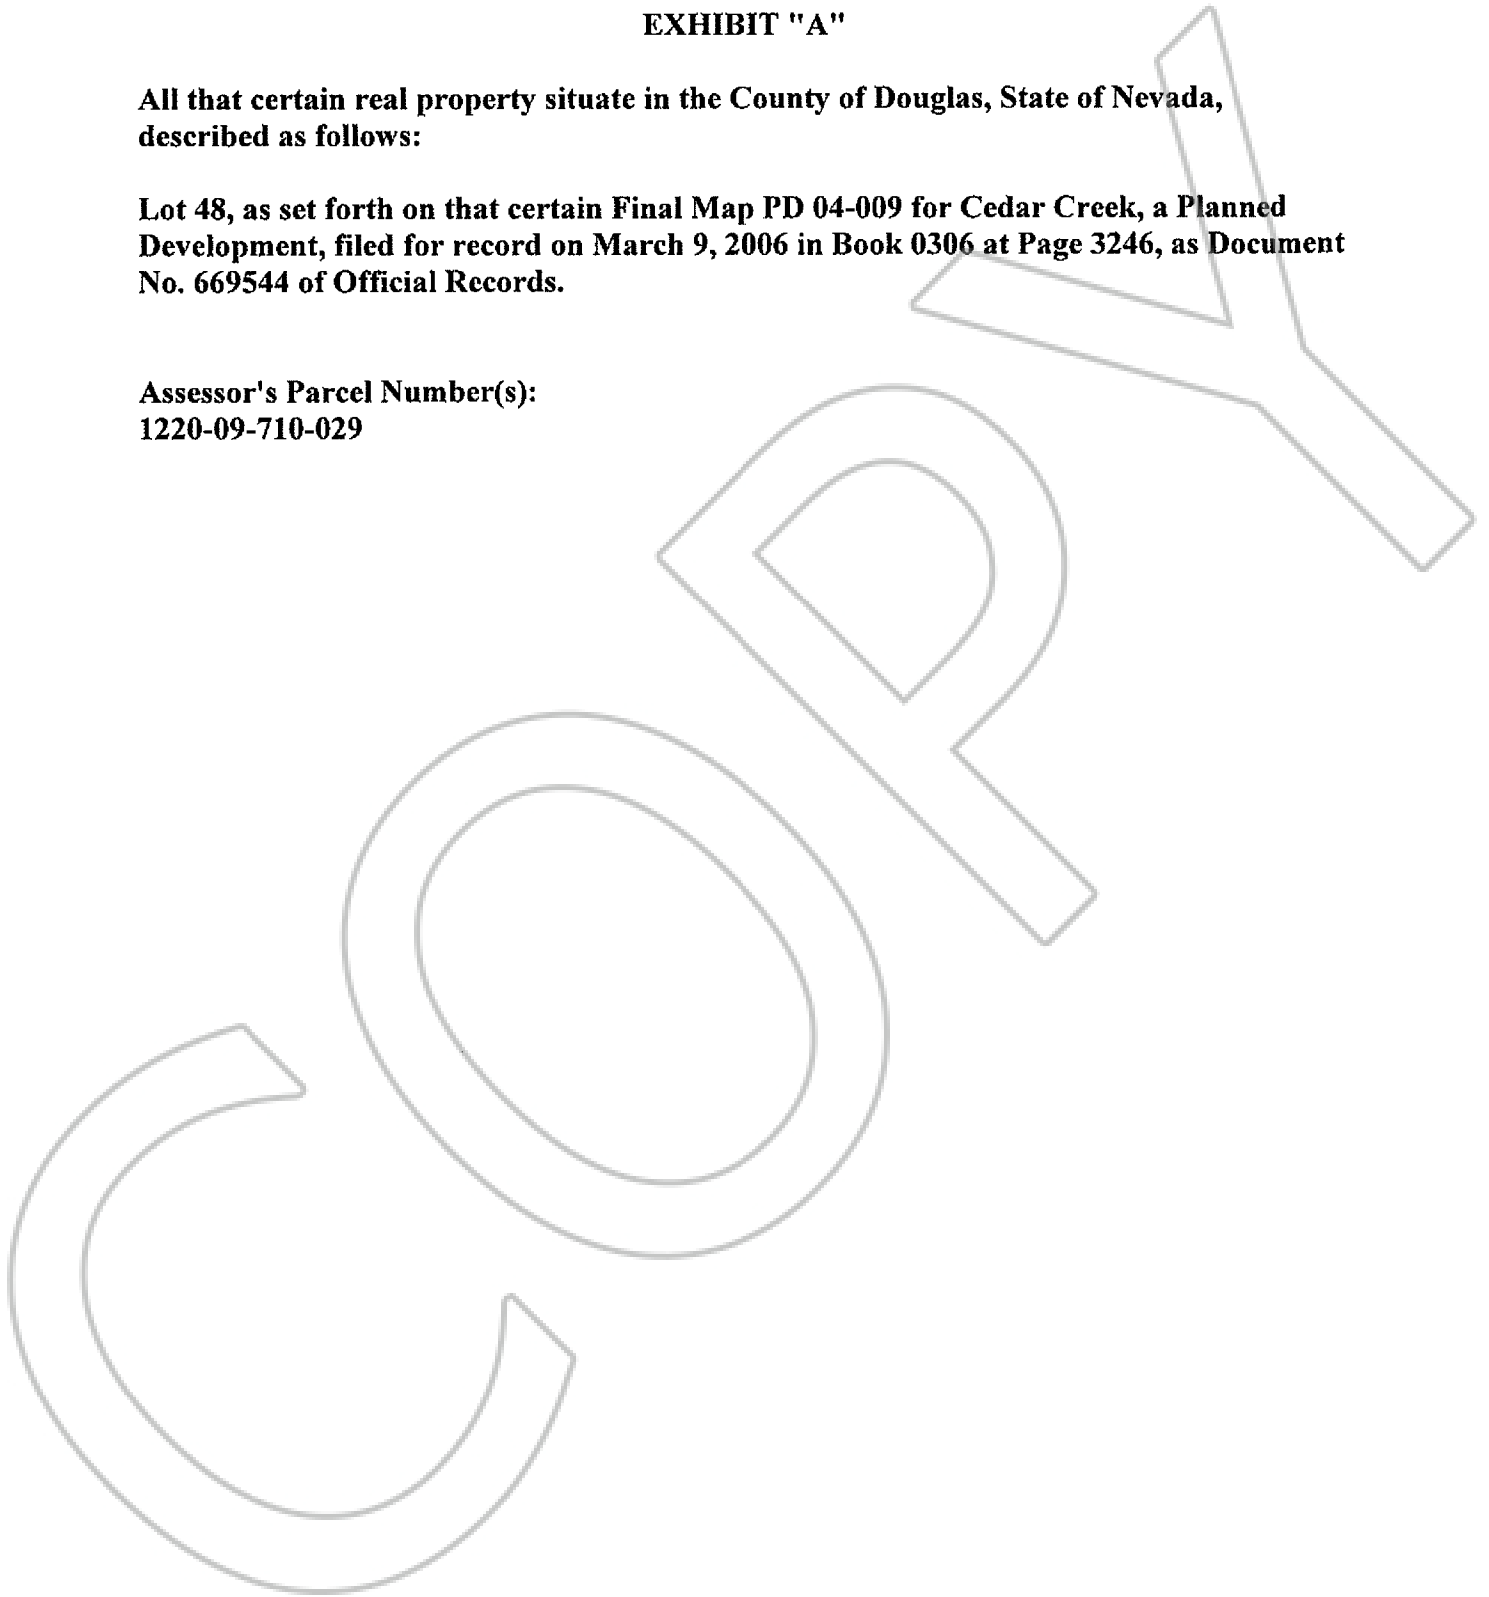 EXHIBIT "A"
All that certain real property situate in the County of Douglas, State of Nevada,
described as follows:
Lot 48, as set forth on that certain Final Map PD 04-009 for Cedar Creek, a Planned
Development, filed for record on March 9, 2006 in Book 0306 at Page 3246, as Document
No. 669544 of Official Records.
Assessor's Parcel Number(s):
1220-09-710-029
COPY